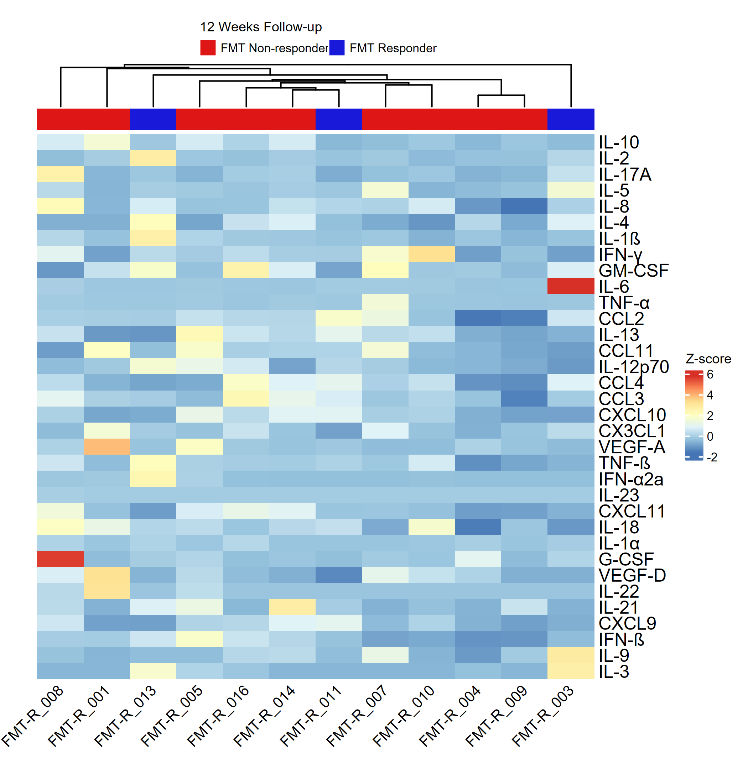 12 Weeks Follow-up
FMT Non-responder FMT Responder
IL-10
IL-2
IL-17A
IL-5
IL-8
IL-4
IL-1ß
IFN-γ
GM-CSF
IL-6
TNF-α
CCL2
IL-13
CCL11
IL-12p70
CCL4
CCL3
CXCL10
CX3CL1
VEGF-A
TNF-ß
IFN-α2a
IL-23
CXCL11
IL-18
IL-1α
G-CSF
VEGF-D
IL-22
IL-21
CXCL9
IFN-ß
IL-9
IL-3
Z-score
6
4
2
0
-2
FMT-R_008
FMT-R_001
FMT-R_013
FMT-R_005
FMT-R_016
FMT-R_014
FMT-R_011
FMT-R_007
FMT-R_010
FMT-R_004
FMT-R_009
FMT-R_003